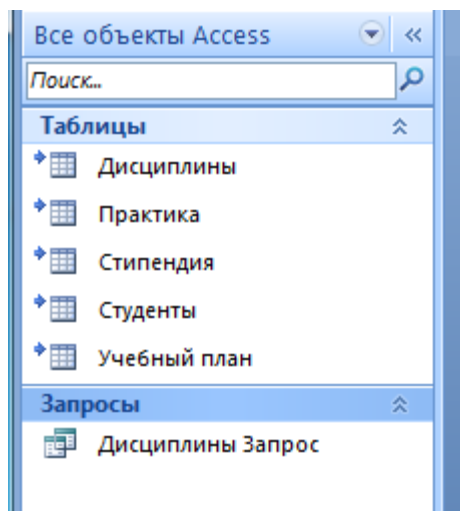 Все объекты Access
Поиск...
Таблицы
Дисциплины
Практика
Стипендия
Студенты
Учебный план
Запросы
Дисциплины Запрос